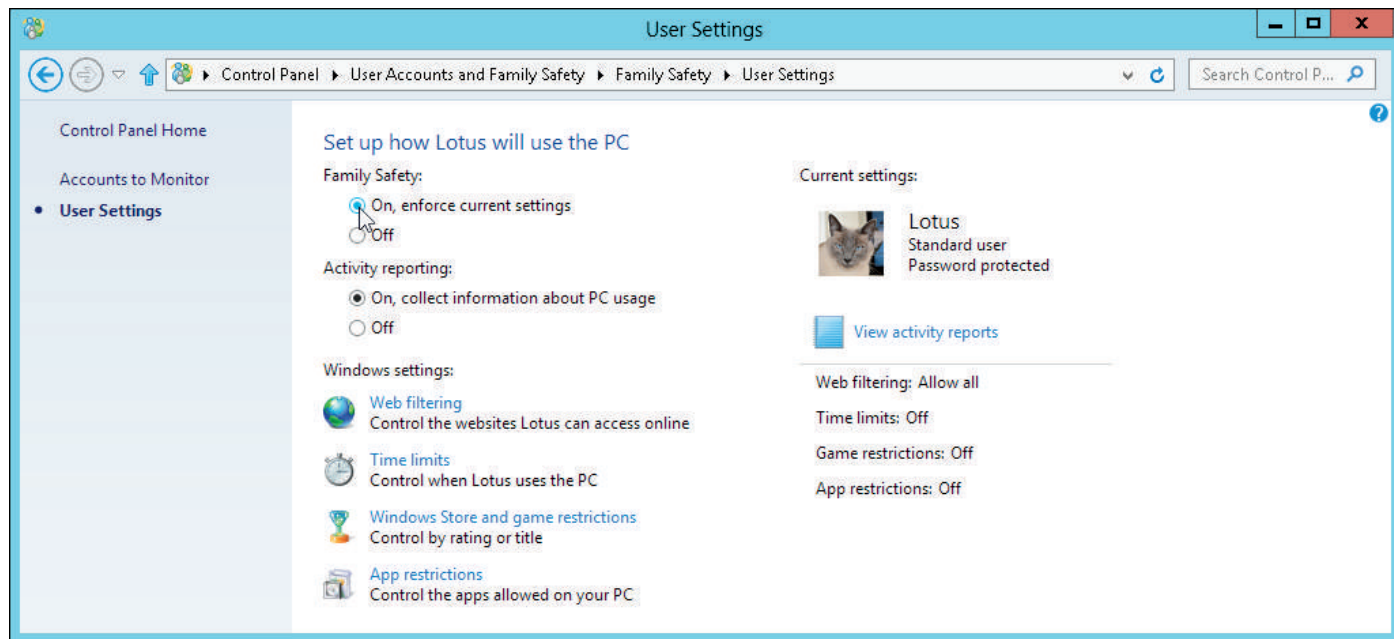 User Settings
Control Panel ▸ User Accounts and Family Safety ▸ Family Safety ▸ User Settings
Search Control P...
Control Panel Home
Accounts to Monitor
• User Settings
Set up how Lotus will use the PC
Family Safety:
On, enforce current settings
Off
Activity reporting:
On, collect information about PC usage
Off
Windows settings:
Web filtering
Control the websites Lotus can access online
Time limits
Control when Lotus uses the PC
Windows Store and game restrictions
Control by rating or title
App restrictions
Control the apps allowed on your PC
Current settings:
Lotus
Standard user
Password protected
View activity reports
Web filtering: Allow all
Time limits: Off
Game restrictions: Off
App restrictions: Off